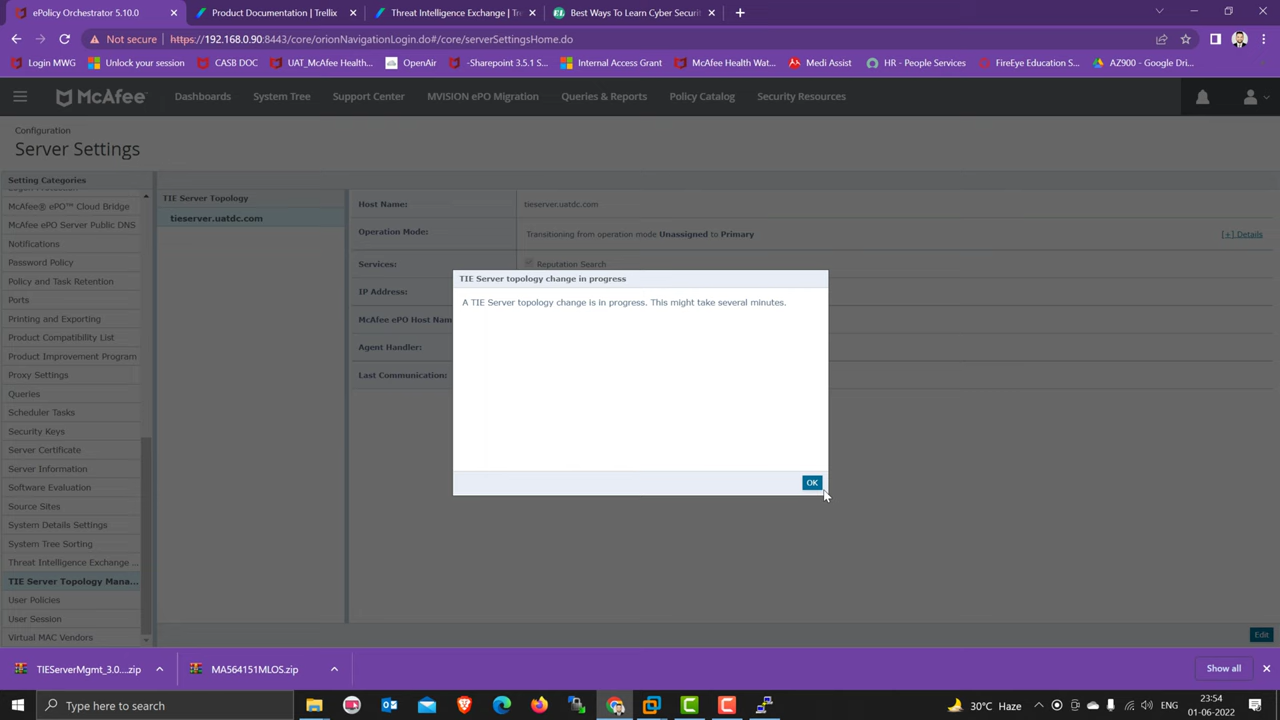 ePolicy Orchestrator 5.10.0
Product Documentation | Trellix
Threat Intelligence Exchange | Tr
Best Ways To Learn Cyber Securit
Not secure
https://192.168.0.90:8443/core/orionNavigationLogin.do#/core/serverSettingsHome.do
Login MWG
Unlock your session
CASB DOC
UAT_McAfee Health...
OpenAir
-Sharepoint 3.5.1 S...
Internal Access Grant
McAfee Health Wat...
Medi Assist
HR - People Services
FireEye Education S...
AZ900 - Google Dri...
McAfee
Dashboards
System Tree
Support Center
MVISION ePO Migration
Queries & Reports
Policy Catalog
Security Resources
Configuration
Server Settings
Setting Categories
McAfee® ePO™ Cloud Bridge
McAfee ePO Server Public DNS
Notifications
Password Policy
Policy and Task Retention
Ports
Printing and Exporting
Product Compatibility List
Product Improvement Program
Proxy Settings
Queries
Scheduler Tasks
Security Keys
Server Certificate
Server Information
Software Evaluation
Source Sites
System Details Settings
System Tree Sorting
Threat Intelligence Exchange ...
TIE Server Topology Mana...
User Policies
User Session
Virtual MAC Vendors
TIE Server Topology
tieserver.uatdc.com
Host Name:
tieserver.uatdc.com
Operation Mode:
Transitioning from operation mode Unassigned to Primary
[+] Details
Services:
Reputation Search
IP Address:
McAfee ePO Host Nam
Agent Handler:
Last Communication:
TIE Server topology change in progress
A TIE Server topology change is in progress. This might take several minutes.
OK
Edit
TIEServerMgmt_3.0....zip
MA564151MLOS.zip
Show all
Type here to search
30°C Haze
ENG
23:54
01-06-2022